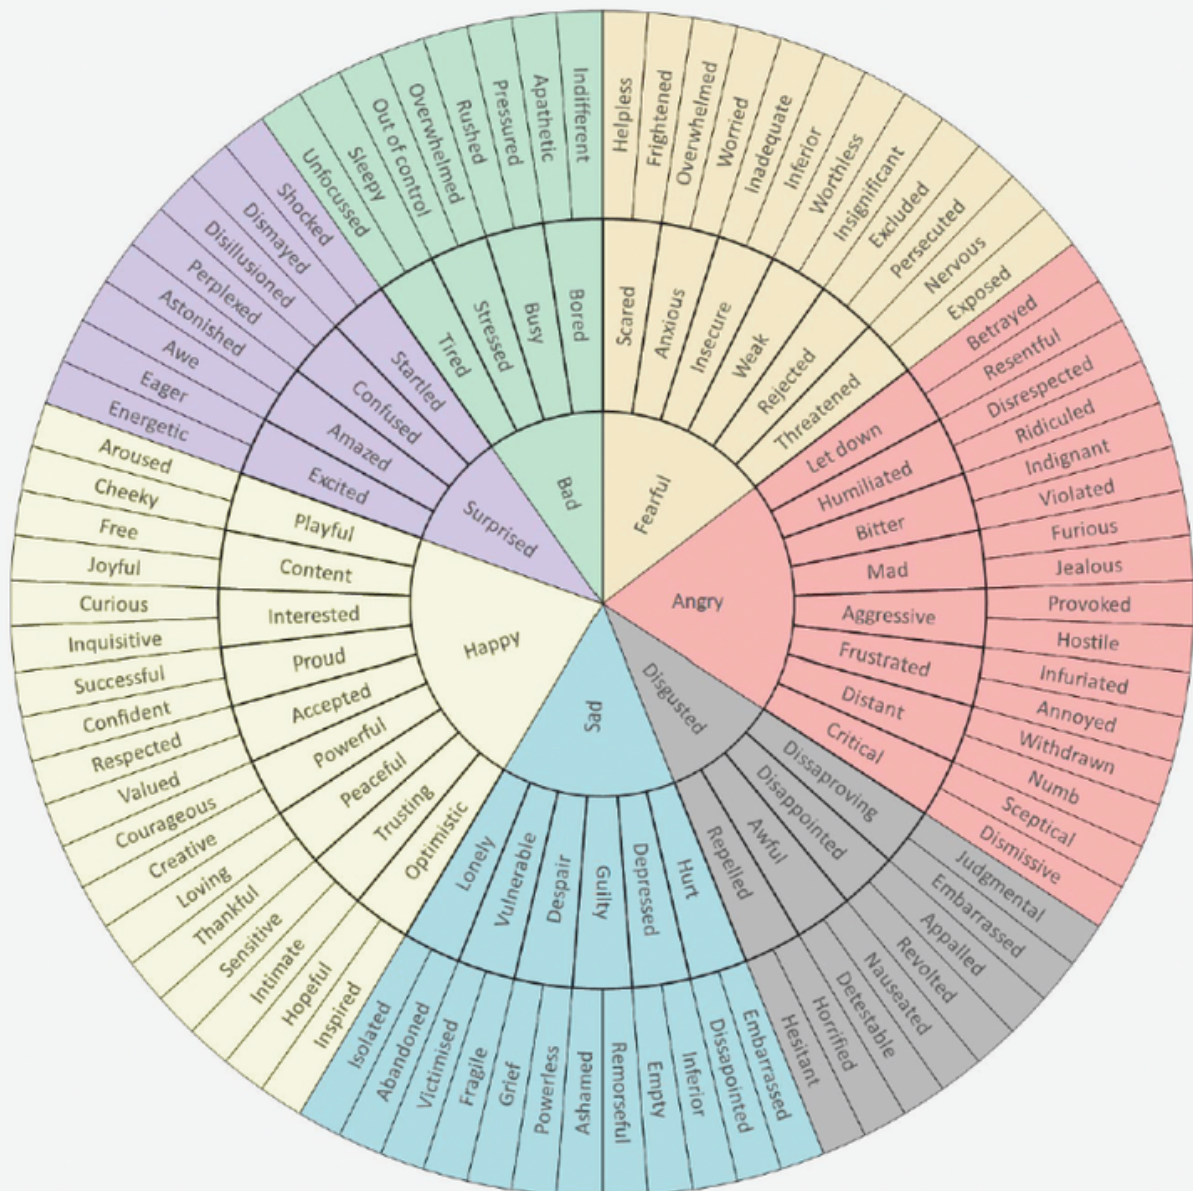 Fearful
Angry
Disgusted
Sad
Happy
Surprised
Bad
Scared
Anxious
Insecure
Weak
Rejected
Threatened
Let down
Humiliated
Bitter
Mad
Aggressive
Frustrated
Distant
Critical
Dissaproving
Disappointed
Awful
Repelled
Hurt
Depressed
Guilty
Despair
Vulnerable
Lonely
Optimistic
Trusting
Peaceful
Powerful
Accepted
Proud
Interested
Content
Playful
Excited
Amazed
Confused
Startled
Tired
Stressed
Busy
Bored
Helpless
Frightened
Overwhelmed
Worried
Inadequate
Inferior
Worthless
Insignificant
Excluded
Persecuted
Nervous
Exposed
Betrayed
Resentful
Disrespected
Ridiculed
Indignant
Violated
Furious
Jealous
Provoked
Hostile
Infuriated
Annoyed
Withdrawn
Numb
Sceptical
Dismissive
Judgmental
Embarrassed
Appalled
Revolted
Nauseated
Detestable
Horrified
Hesitant
Embarrassed
Dissapointed
Inferior
Empty
Remorseful
Ashamed
Powerless
Grief
Fragile
Victimised
Abandoned
Isolated
Inspired
Hopeful
Intimate
Sensitive
Thankful
Loving
Creative
Courageous
Valued
Respected
Confident
Successful
Inquisitive
Curious
Joyful
Free
Cheeky
Aroused
Energetic
Eager
Awe
Astonished
Perplexed
Disillusioned
Dismayed
Shocked
Unfocussed
Sleepy
Out of control
Overwhelmed
Rushed
Pressured
Apathetic
Indifferent